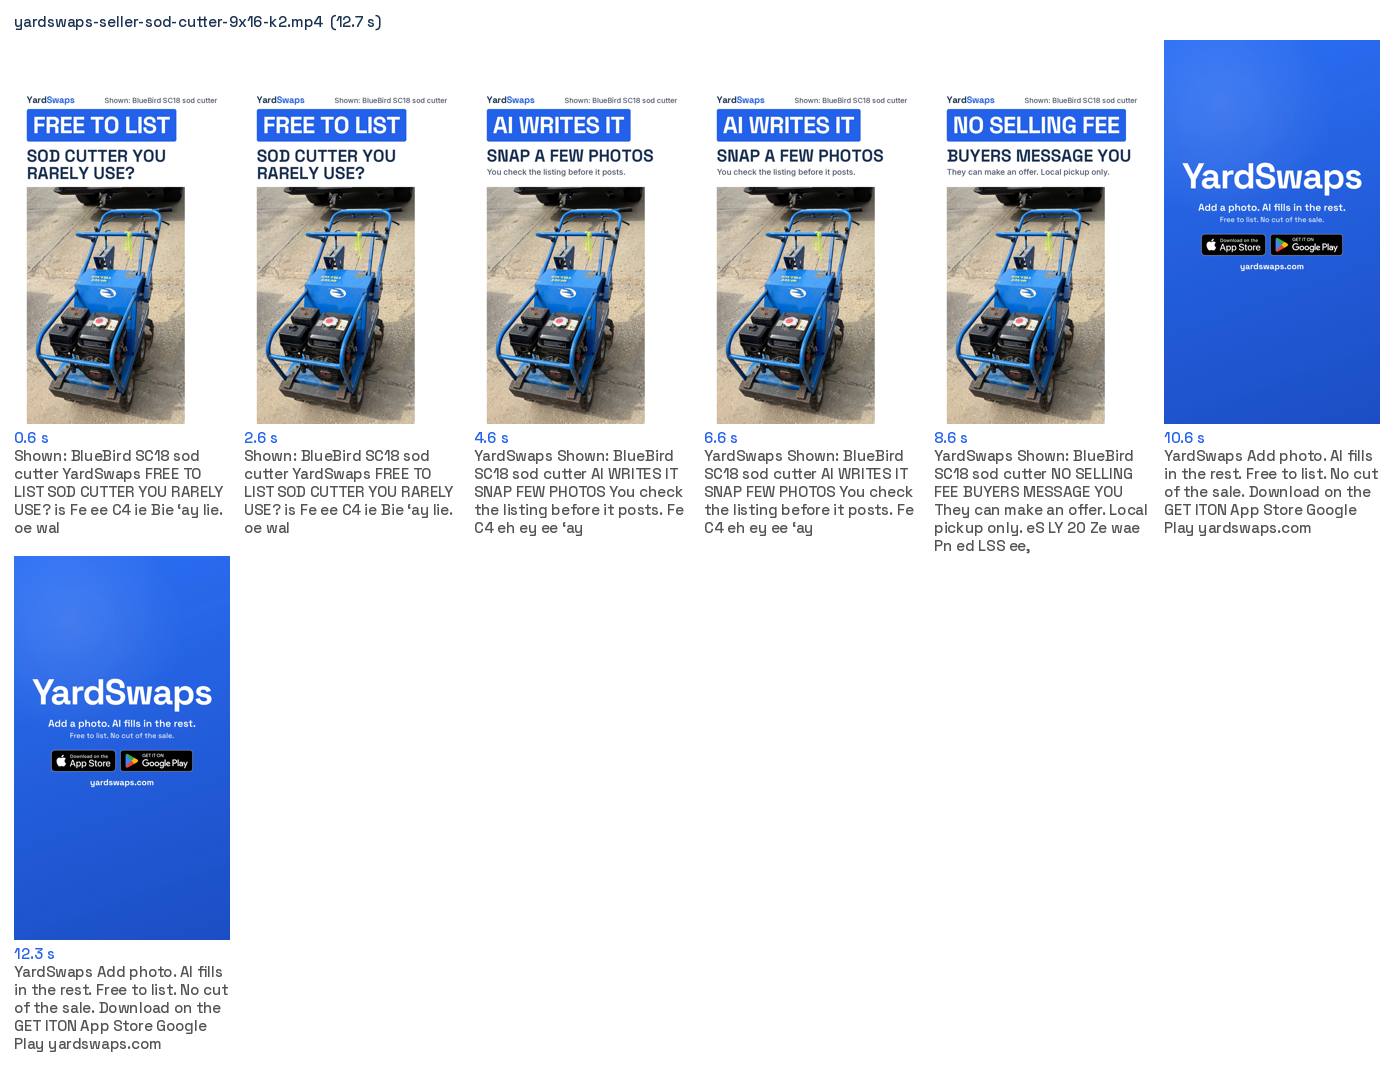 yardswaps-seller-sod-cutter-9x16-k2.mp4 (12.7 s)
YardSwaps Shown: BlueBird SC18 sod cutter
FREE TO LIST
SOD CUTTER YOU
RARELY USE?
0.6 s
Shown: BlueBird SC18 sod
cutter YardSwaps FREE TO
LIST SOD CUTTER YOU RARELY
USE? is Fe ee C4 ie Bie ‘ay lie.
oe wal
YardSwaps Shown: BlueBird SC18 sod cutter
FREE TO LIST
SOD CUTTER YOU
RARELY USE?
2.6 s
Shown: BlueBird SC18 sod
cutter YardSwaps FREE TO
LIST SOD CUTTER YOU RARELY
USE? is Fe ee C4 ie Bie ‘ay lie.
oe wal
YardSwaps Shown: BlueBird SC18 sod cutter
AI WRITES IT
SNAP A FEW PHOTOS
You check the listing before it posts.
4.6 s
YardSwaps Shown: BlueBird
SC18 sod cutter AI WRITES IT
SNAP FEW PHOTOS You check
the listing before it posts. Fe
C4 eh ey ee ‘ay
YardSwaps Shown: BlueBird SC18 sod cutter
AI WRITES IT
SNAP A FEW PHOTOS
You check the listing before it posts.
6.6 s
YardSwaps Shown: BlueBird
SC18 sod cutter AI WRITES IT
SNAP FEW PHOTOS You check
the listing before it posts. Fe
C4 eh ey ee ‘ay
YardSwaps Shown: BlueBird SC18 sod cutter
NO SELLING FEE
BUYERS MESSAGE YOU
They can make an offer. Local pickup only.
8.6 s
YardSwaps Shown: BlueBird
SC18 sod cutter NO SELLING
FEE BUYERS MESSAGE YOU
They can make an offer. Local
pickup only. eS LY 20 Ze wae
Pn ed LSS ee,
YardSwaps
Add a photo. AI fills in the rest.
Free to list. No cut of the sale.
Download on the App Store GET IT ON Google Play
yardswaps.com
10.6 s
YardSwaps Add photo. AI fills
in the rest. Free to list. No cut
of the sale. Download on the
GET ITON App Store Google
Play yardswaps.com
YardSwaps
Add a photo. AI fills in the rest.
Free to list. No cut of the sale.
Download on the App Store GET IT ON Google Play
yardswaps.com
12.3 s
YardSwaps Add photo. AI fills
in the rest. Free to list. No cut
of the sale. Download on the
GET ITON App Store Google
Play yardswaps.com